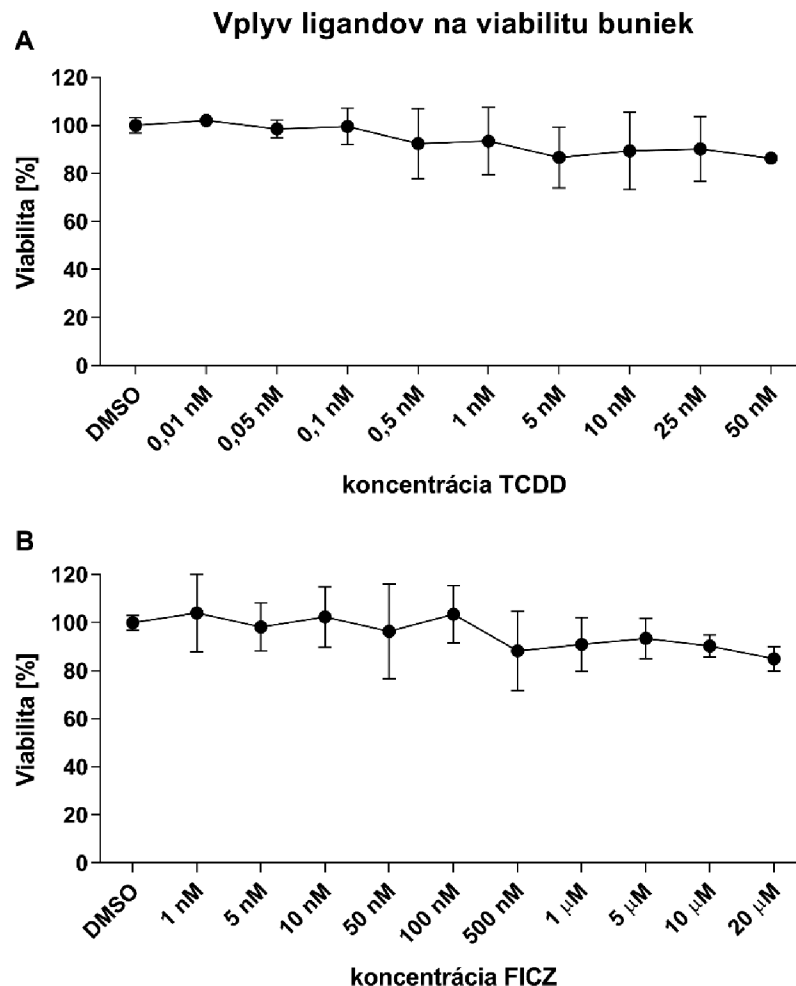 Vplyv ligandov na viabilitu buniek
A
Viabilita [%]
120
100
80
60
40
20
0
DMSO
0,01 nM
0,05 nM
0,1 nM
0,5 nM
1 nM
5 nM
10 nM
25 nM
50 nM
koncentrácia TCDD
B
Viabilita [%]
120
100
80
60
40
20
0
DMSO
1 nM
5 nM
10 nM
50 nM
100 nM
500 nM
1 μM
5 μM
10 μM
20 μM
koncentrácia FICZ